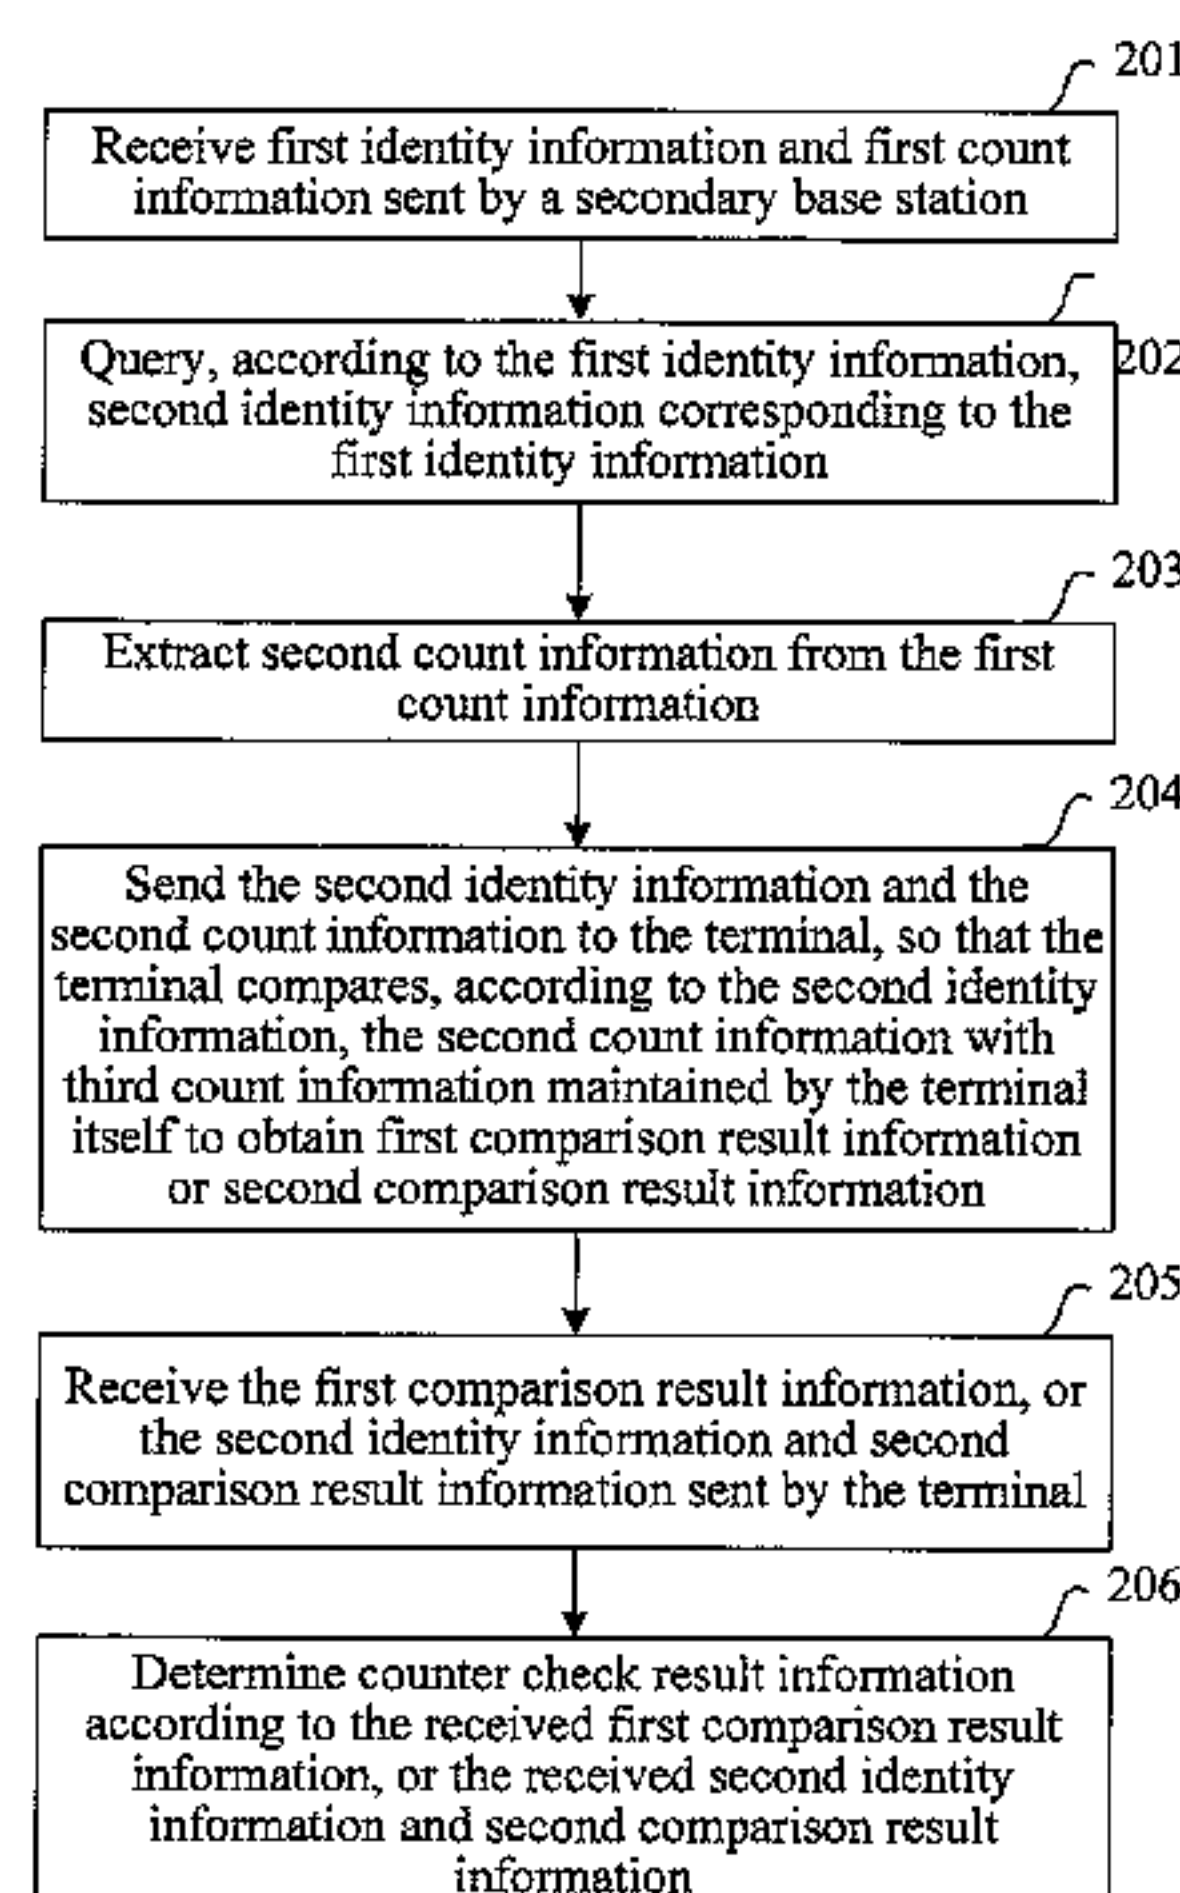 201
Receive first identity information and first count
information sent by a secondary base station
202
Query, according to the first identity information,
second identity information corresponding to the
first identity information
203
Extract second count information from the first
count information
204
Send the second identity information and the
second count information to the terminal, so that the
terminal compares, according to the second identity
information, the second count information with
third count information maintained by the terminal
itself to obtain first comparison result information
or second comparison result information
205
Receive the first comparison result information, or
the second identity information and second
comparison result information sent by the terminal
206
Determine counter check result information
according to the received first comparison result
information, or the received second identity
information and second comparison result
information